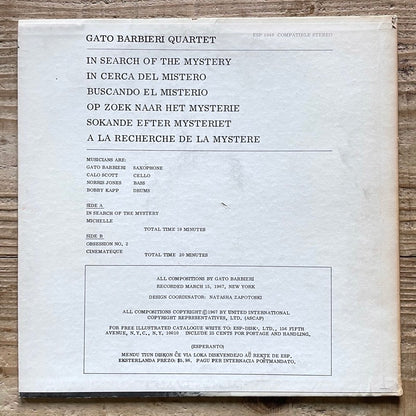 GATO BARBIERI QUARTET
ESP 1049 COMPATIBLE STEREO
IN SEARCH OF THE MYSTERY
IN CERCA DEL MISTERO
BUSCANDO EL MISTERIO
OP ZOEK NAAR HET MYSTERIE
SOKANDE EFTER MYSTERIET
A LA RECHERCHE DE LA MYSTERE
MUSICIANS ARE:
GATO BARBIERI SAXOPHONE
CALO SCOTT CELLO
NORRIS JONES BASS
BOBBY KAPP DRUMS
SIDE A
IN SEARCH OF THE MYSTERY
MICHELLE
TOTAL TIME 19 MINUTES
SIDE B
OBSESSION NO. 2
CINEMATEQUE
TOTAL TIME 20 MINUTES
ALL COMPOSITIONS BY GATO BARBIERI
RECORDED MARCH 15, 1967, NEW YORK
DESIGN COORDINATOR: NATASHA ZAPOTOSKI
ALL COMPOSITIONS COPYRIGHT ©1967 BY UNITED INTERNATIONAL
COPYRIGHT REPRESENTATIVES, LTD. (ASCAP)
FOR FREE ILLUSTRATED CATALOGUE WRITE TO: ESP-DISK', LTD., 156 FIFTH
AVENUE, N.Y.C., N.Y. 10010 INCLUDE 25 CENTS FOR POSTAGE AND HANDLING.
(ESPERANTO)
MENDU TIUN DISKON ĈE VIA LOKA DISKVENDEJO AŬ REKTE DE ESP.
EKSTERLANDA PREZO: $5.98, PAGU PER INTERNACIA POSTMANDATO.